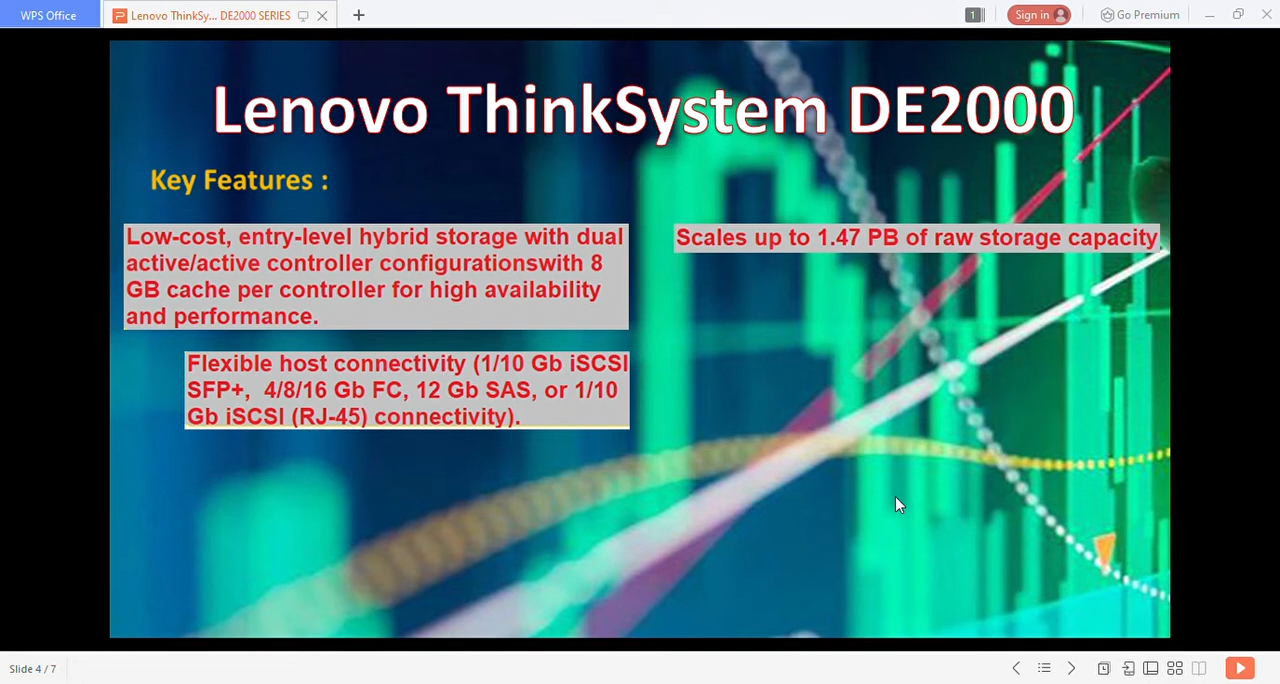 WPS Office
Lenovo ThinkSy... DE2000 SERIES
1
Sign in
Go Premium
Lenovo ThinkSystem DE2000
Key Features :
Low-cost, entry-level hybrid storage with dual
active/active controller configurationswith 8
GB cache per controller for high availability
and performance.
Flexible host connectivity (1/10 Gb iSCSI
SFP+,  4/8/16 Gb FC, 12 Gb SAS, or 1/10
Gb iSCSI (RJ-45) connectivity).
Scales up to 1.47 PB of raw storage capacity
Slide 4 / 7